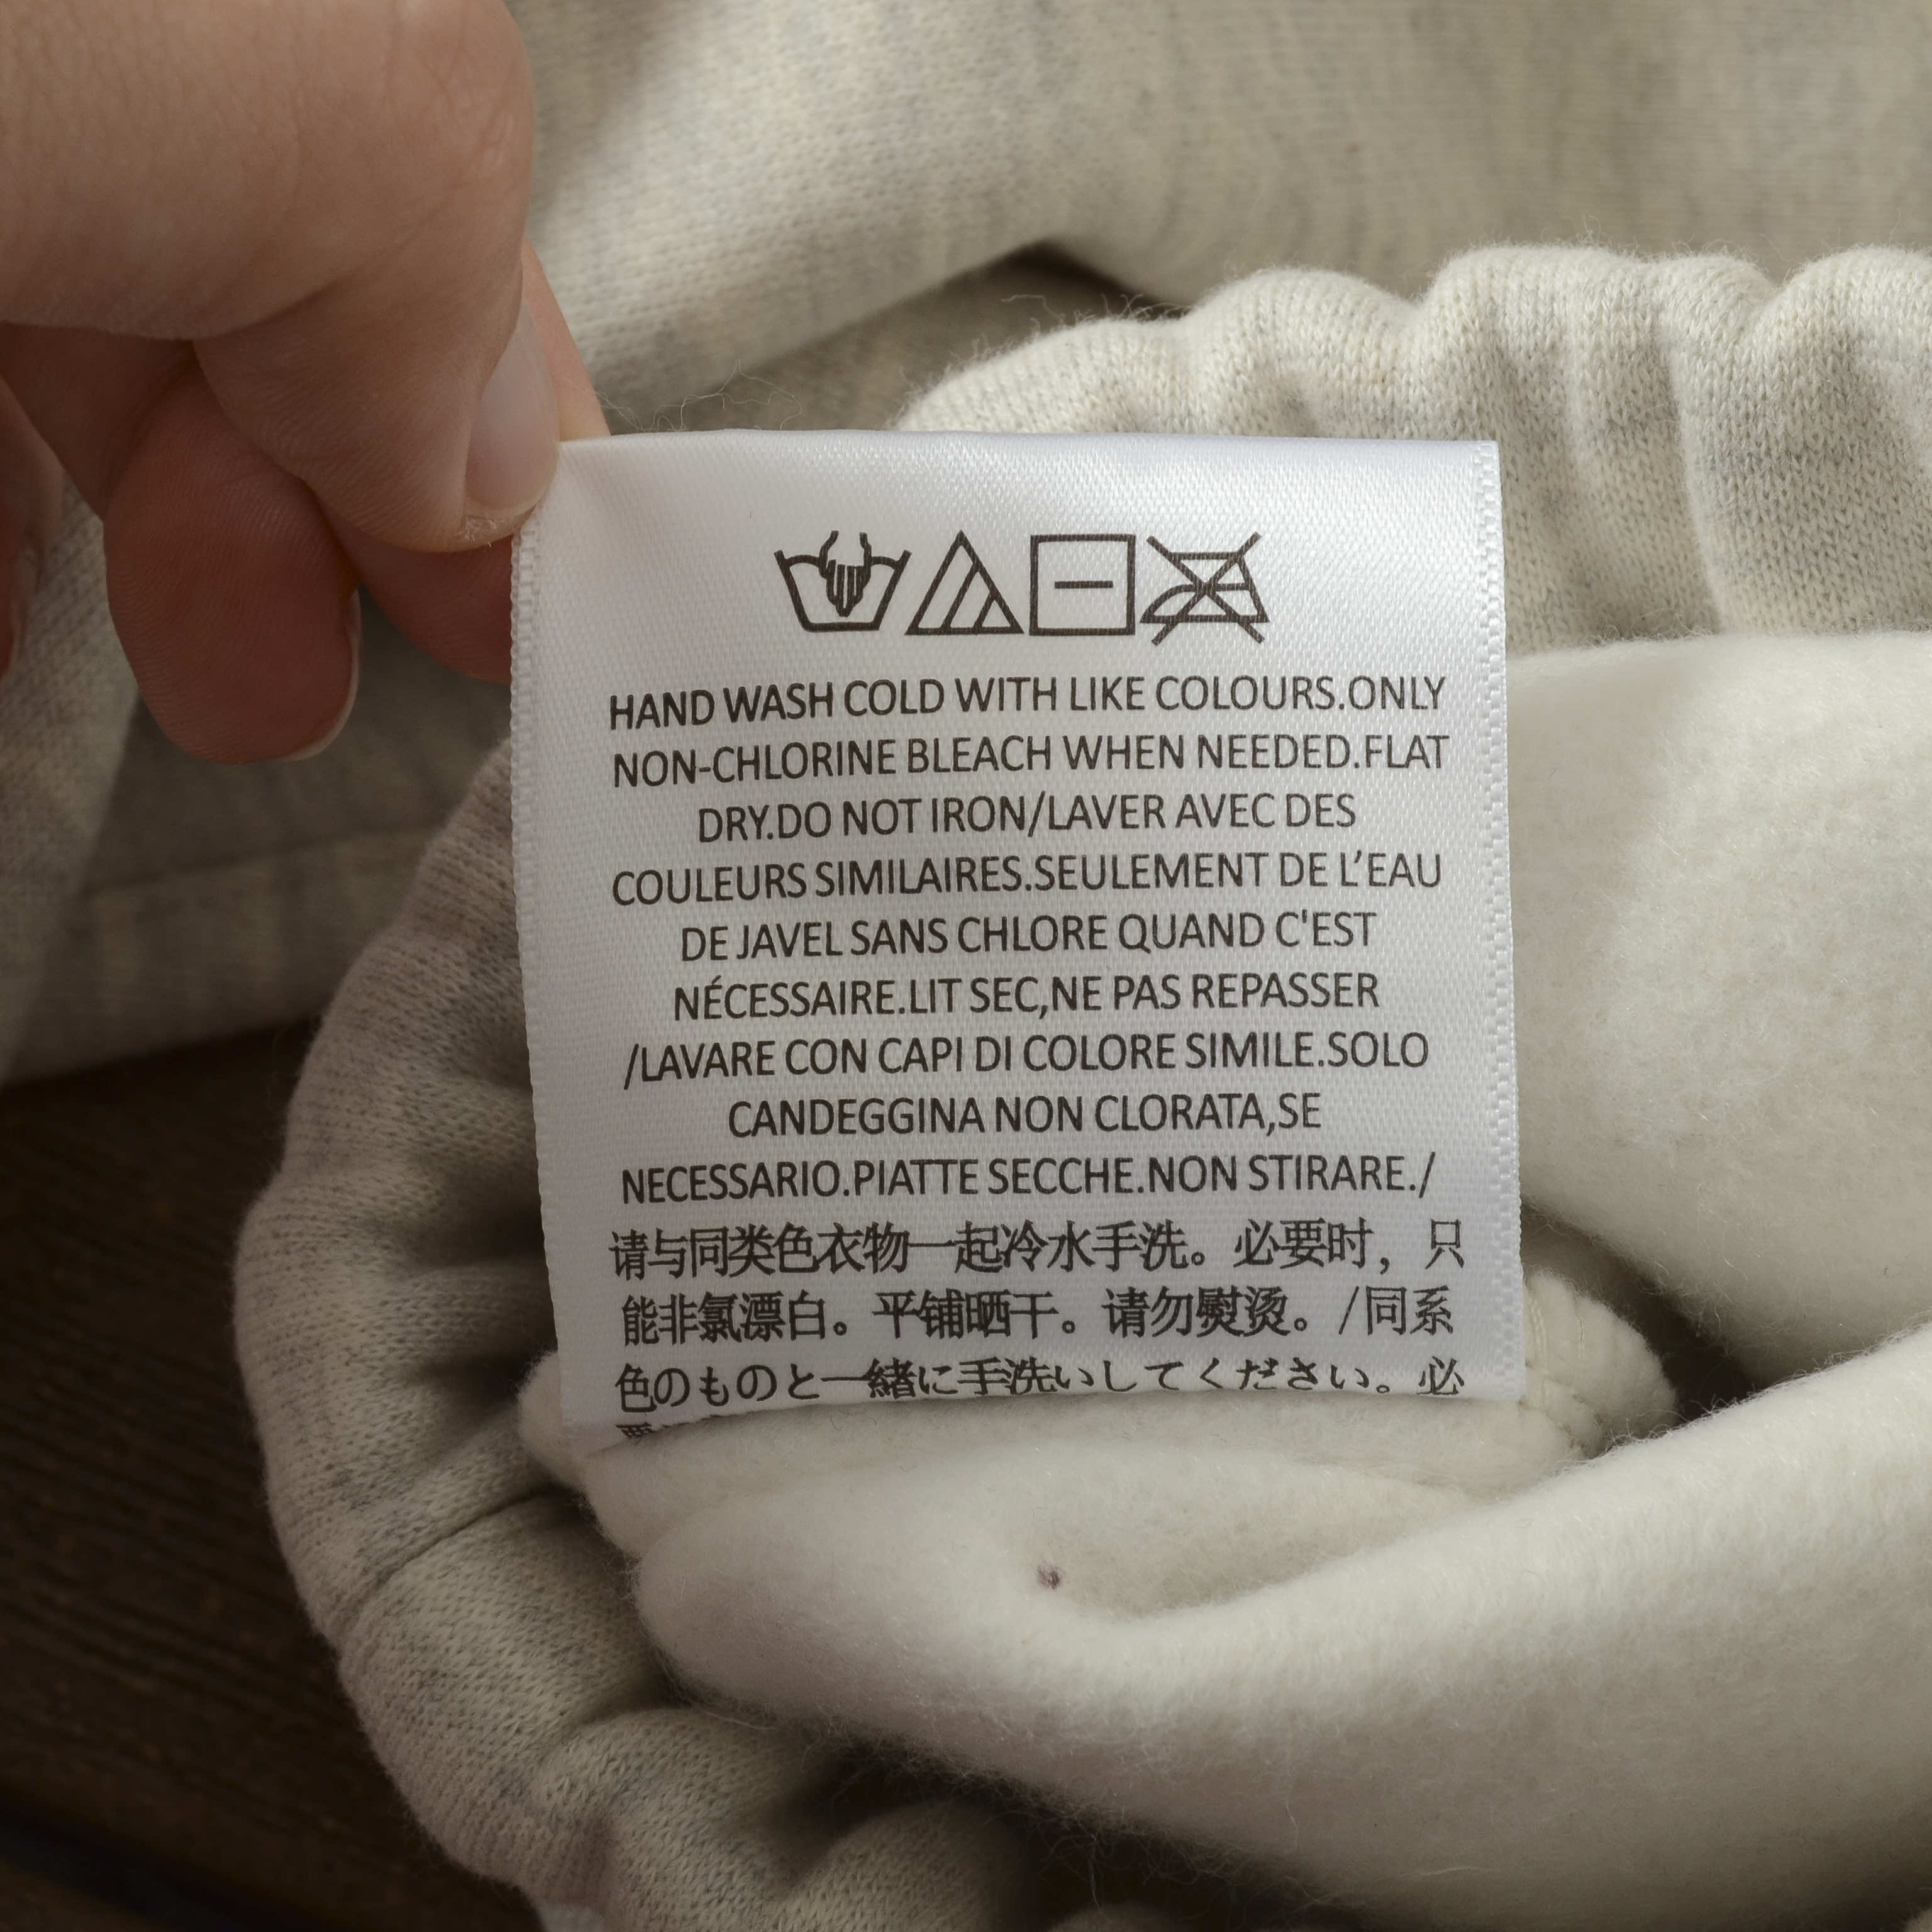 HAND WASH COLD WITH LIKE COLOURS.ONLY
NON-CHLORINE BLEACH WHEN NEEDED.FLAT
DRY.DO NOT IRON/LAVER AVEC DES
COULEURS SIMILAIRES.SEULEMENT DE L’EAU
DE JAVEL SANS CHLORE QUAND C'EST
NÉCESSAIRE.LIT SEC,NE PAS REPASSER
/LAVARE CON CAPI DI COLORE SIMILE.SOLO
CANDEGGINA NON CLORATA,SE
NECESSARIO.PIATTE SECCHE.NON STIRARE./
请与同类色衣物一起冷水手洗。必要时，只
能非氯漂白。平铺晒干。请勿熨烫。/同系
色のものと一緒に手洗いしてください。必